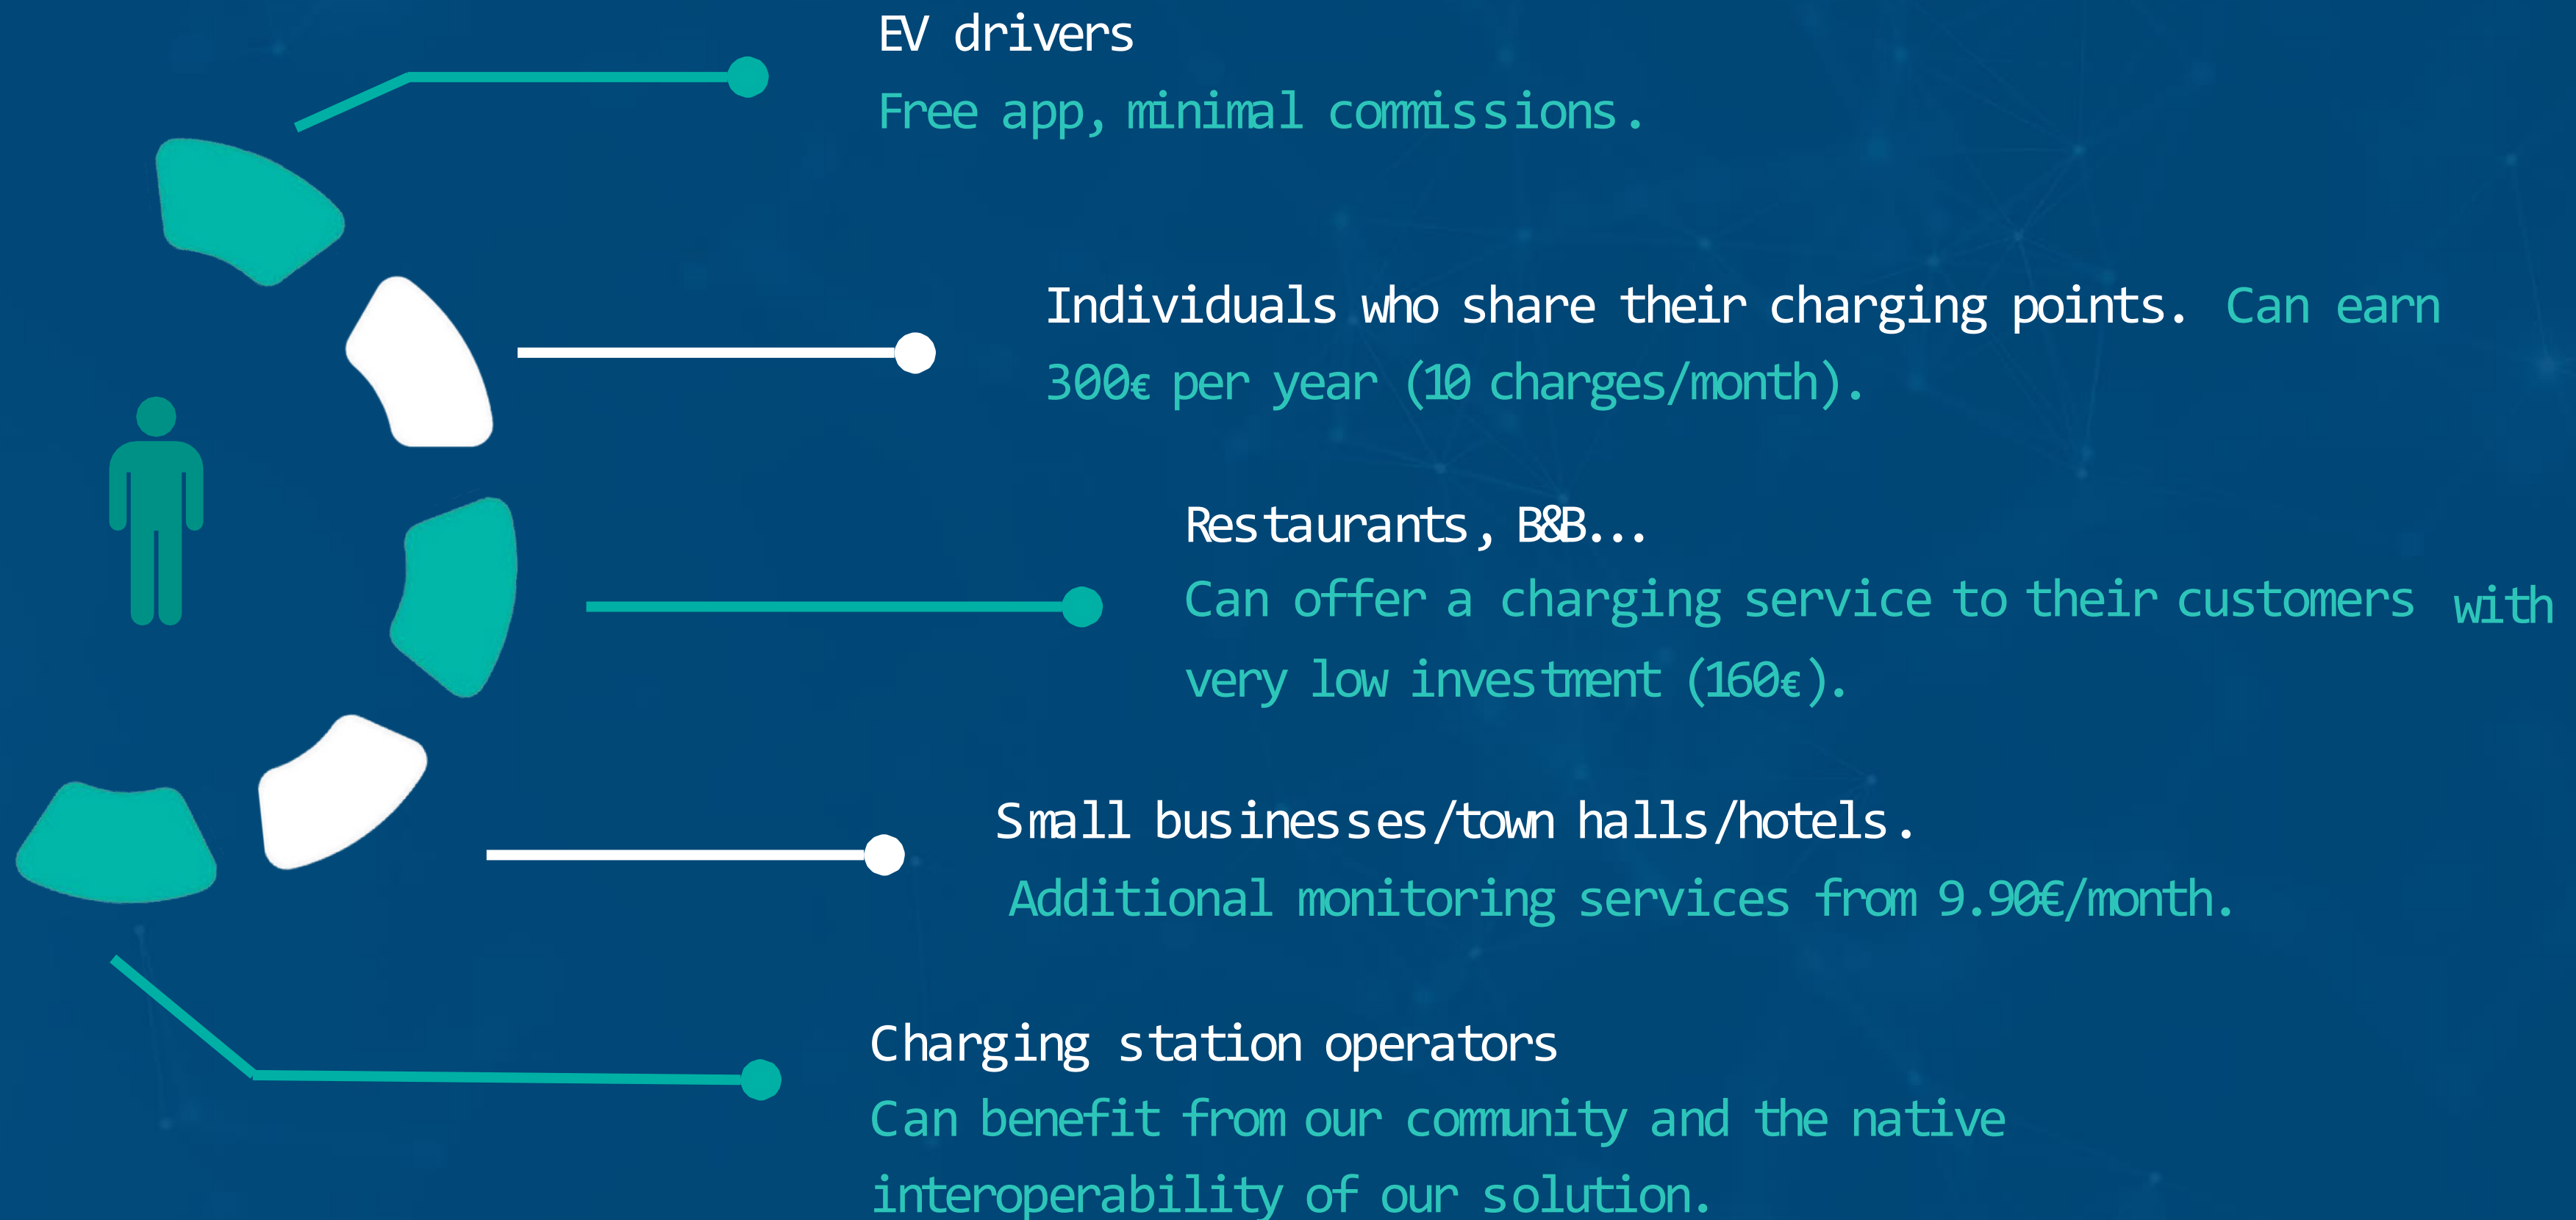 EV drivers
Free app, minimal commissions.
Individuals who share their charging points. Can earn
300€ per year (10 charges/month).
Restaurants, B&B...
Can offer a charging service to their customers with
very low investment (160€).
Small businesses/town halls/hotels.
Additional monitoring services from 9.90€/month.
Charging station operators
Can benefit from our community and the native
interoperability of our solution.